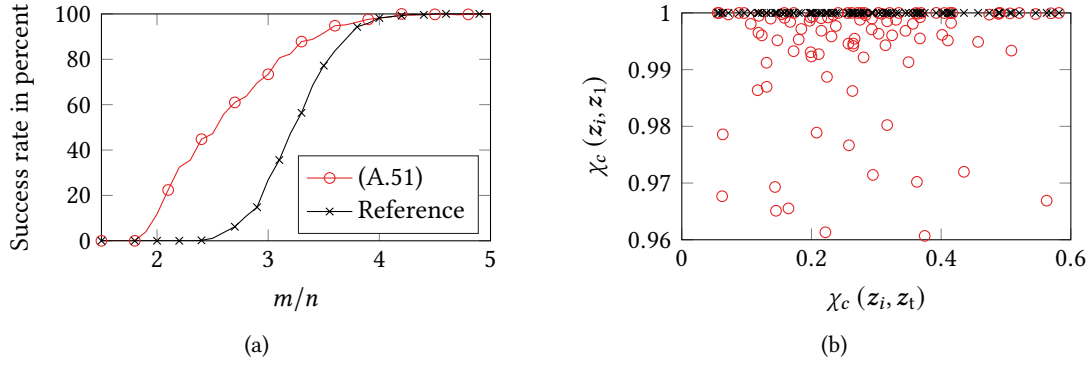 100
80
60
40
20
0
Success rate in percent
2
3
4
5
m/n
(A.51)
Reference
(a)
1
0.99
0.98
0.97
0.96
χc (zi, z1)
0
0.2
0.4
0.6
χc (zi, zt)
(b)